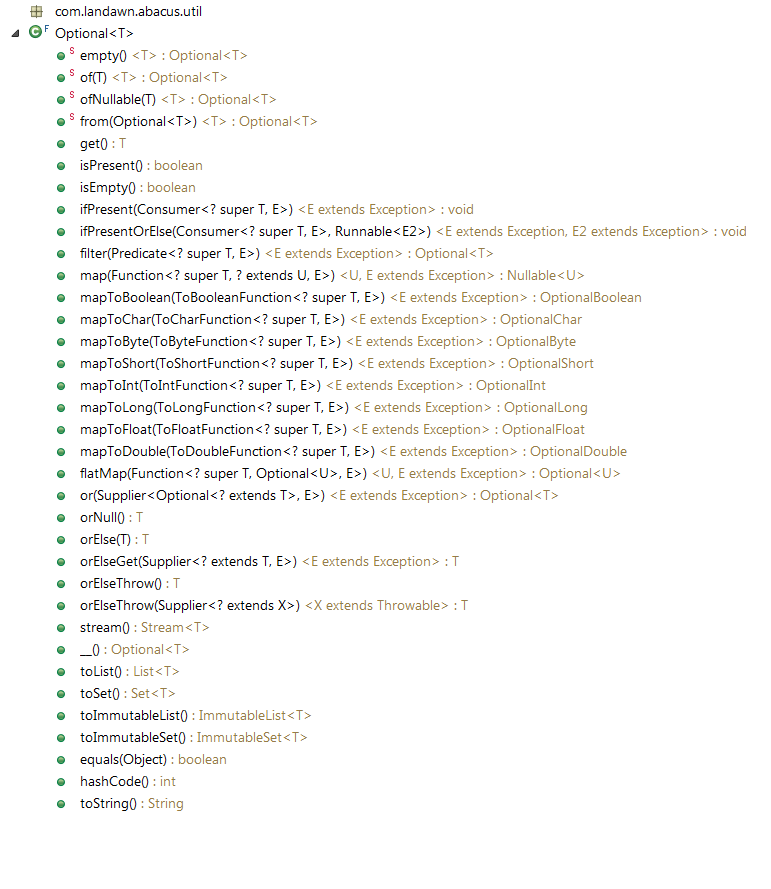 com.landawn.abacus.util
C F Optional<T>
S empty() <T> : Optional<T>
S of(T) <T> : Optional<T>
S ofNullable(T) <T> : Optional<T>
S from(Optional<T>) <T> : Optional<T>
get() : T
isPresent() : boolean
isEmpty() : boolean
ifPresent(Consumer<? super T, E>) <E extends Exception> : void
ifPresentOrElse(Consumer<? super T, E>, Runnable<E2>) <E extends Exception, E2 extends Exception> : void
filter(Predicate<? super T, E>) <E extends Exception> : Optional<T>
map(Function<? super T, ? extends U, E>) <U, E extends Exception> : Nullable<U>
mapToBoolean(ToBooleanFunction<? super T, E>) <E extends Exception> : OptionalBoolean
mapToChar(ToCharFunction<? super T, E>) <E extends Exception> : OptionalChar
mapToByte(ToByteFunction<? super T, E>) <E extends Exception> : OptionalByte
mapToShort(ToShortFunction<? super T, E>) <E extends Exception> : OptionalShort
mapToInt(ToIntFunction<? super T, E>) <E extends Exception> : OptionalInt
mapToLong(ToLongFunction<? super T, E>) <E extends Exception> : OptionalLong
mapToFloat(ToFloatFunction<? super T, E>) <E extends Exception> : OptionalFloat
mapToDouble(ToDoubleFunction<? super T, E>) <E extends Exception> : OptionalDouble
flatMap(Function<? super T, Optional<U>, E>) <U, E extends Exception> : Optional<U>
or(Supplier<Optional<? extends T>, E>) <E extends Exception> : Optional<T>
orNull() : T
orElse(T) : T
orElseGet(Supplier<? extends T, E>) <E extends Exception> : T
orElseThrow() : T
orElseThrow(Supplier<? extends X>) <X extends Throwable> : T
stream() : Stream<T>
__() : Optional<T>
toList() : List<T>
toSet() : Set<T>
toImmutableList() : ImmutableList<T>
toImmutableSet() : ImmutableSet<T>
equals(Object) : boolean
hashCode() : int
toString() : String